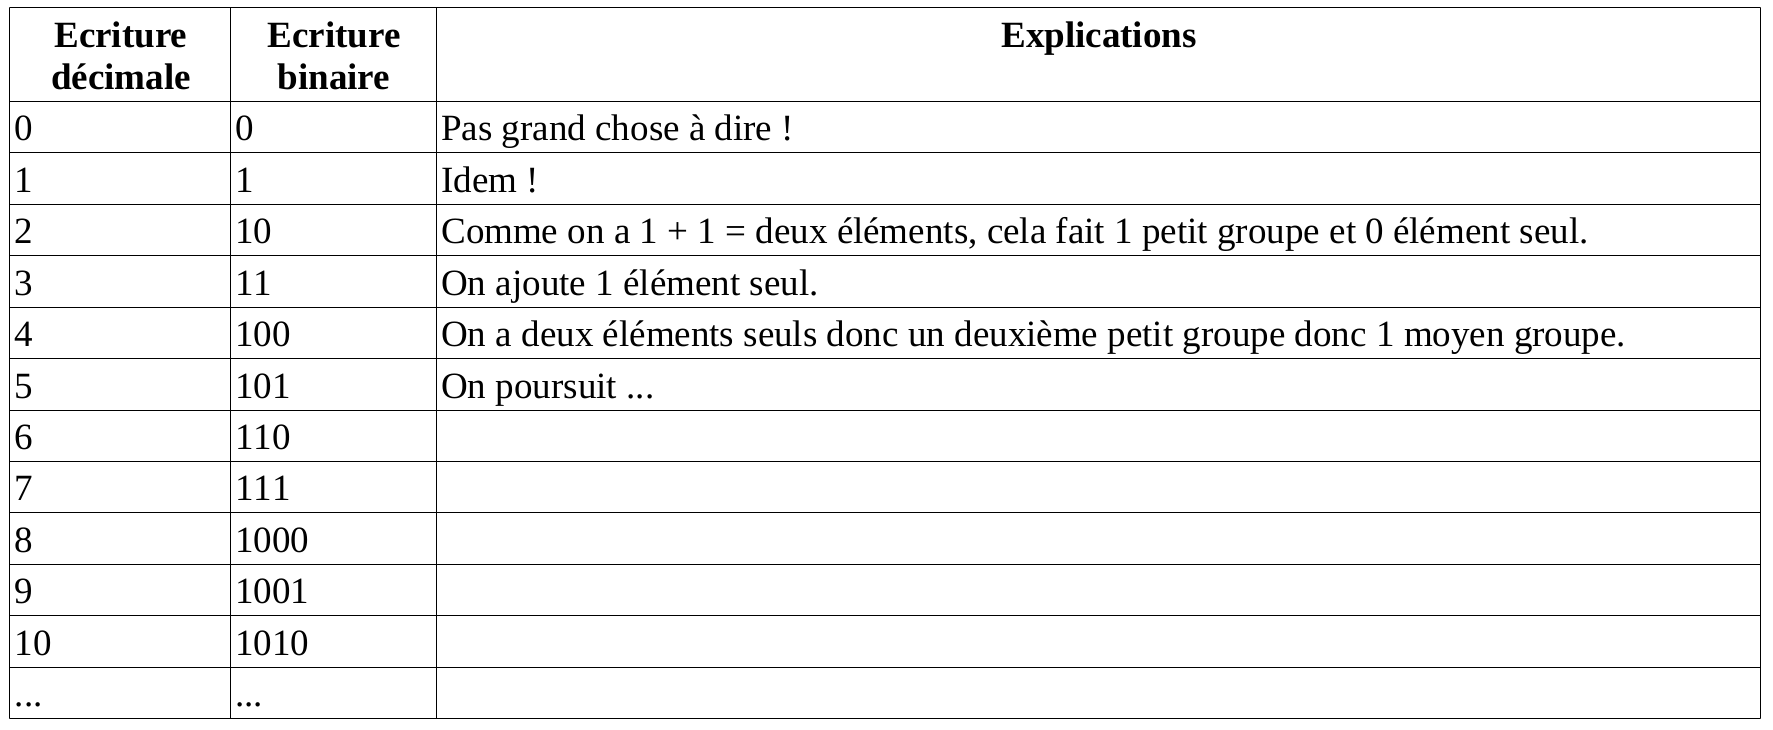 Ecriture décimale Ecriture binaire Explications
0 0 Pas grand chose à dire !
1 1 Idem !
2 10 Comme on a 1 + 1 = deux éléments, cela fait 1 petit groupe et 0 élément seul.
3 11 On ajoute 1 élément seul.
4 100 On a deux éléments seuls donc un deuxième petit groupe donc 1 moyen groupe.
5 101 On poursuit ...
6 110
7 111
8 1000
9 1001
10 1010
... ...